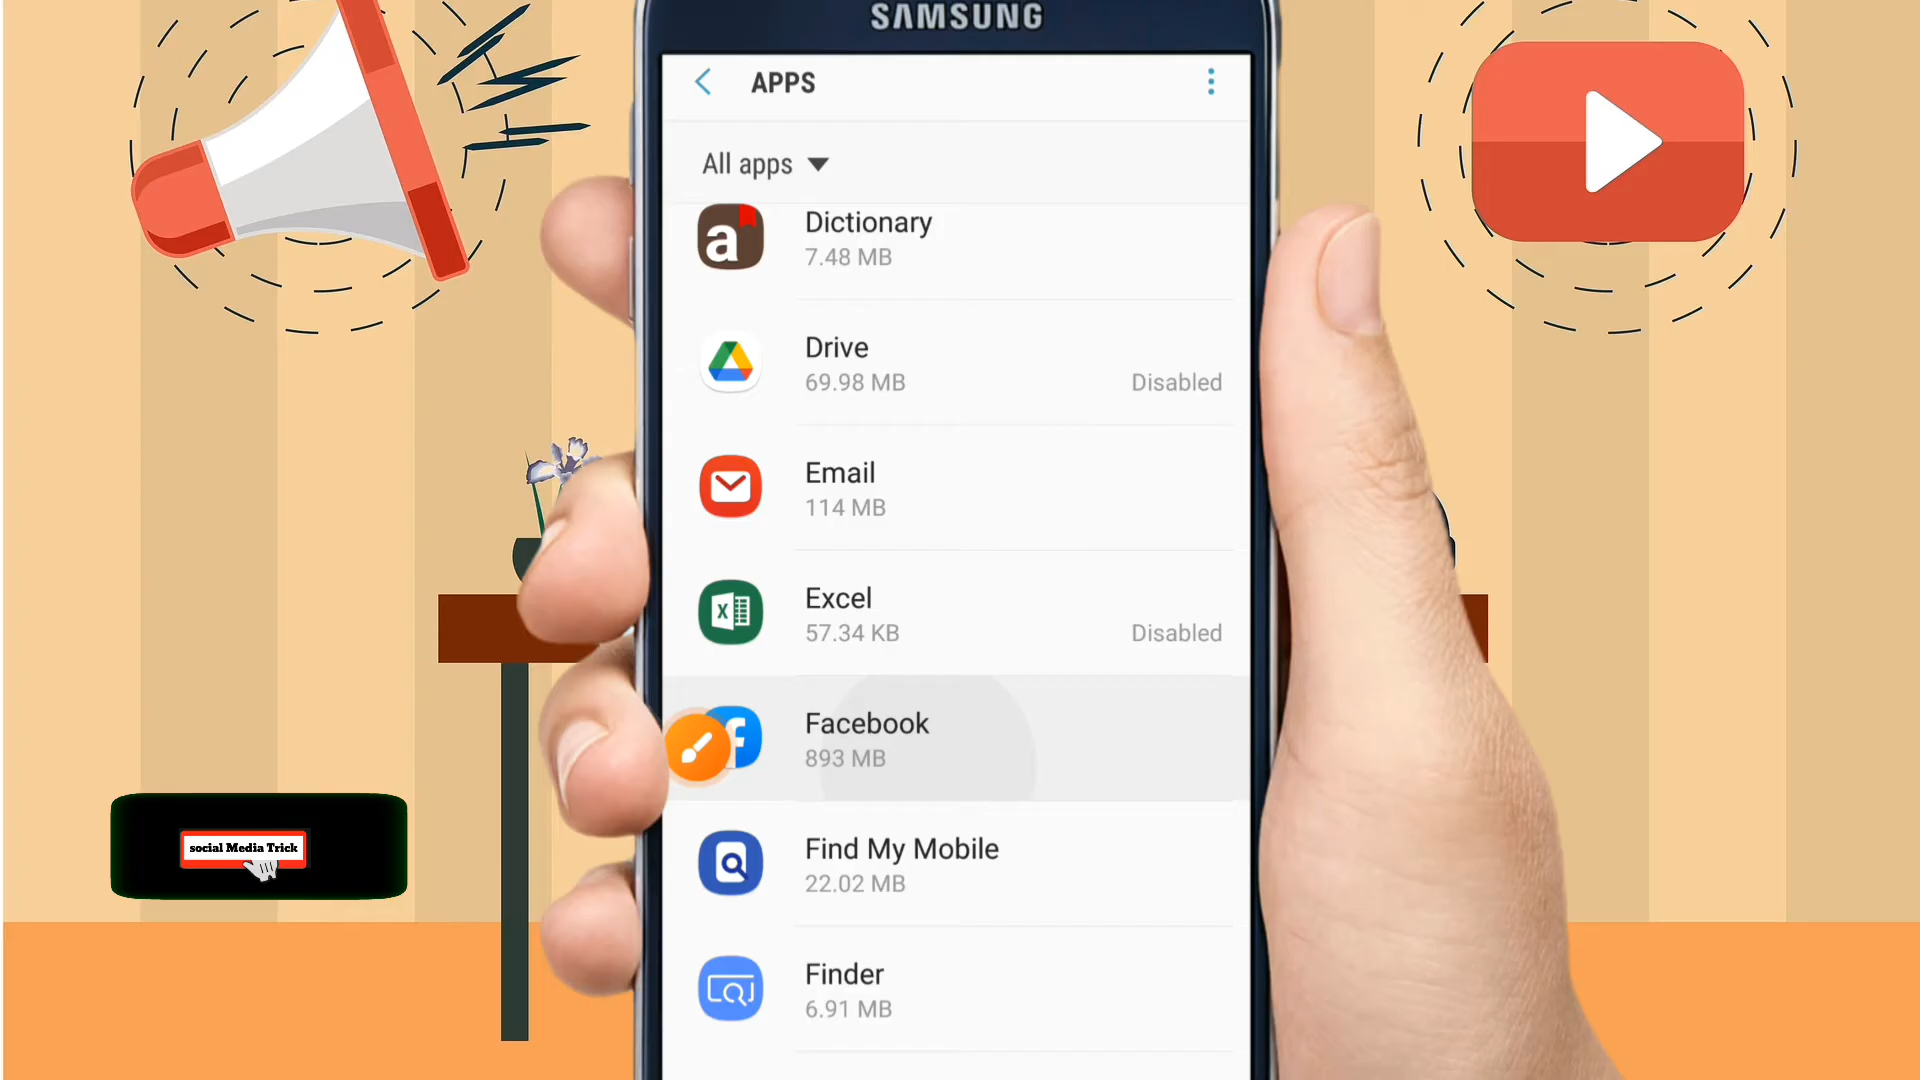 SAMSUNG
APPS
All apps
Dictionary
7.48 MB
Drive
69.98 MB
Disabled
Email
114 MB
Excel
57.34 KB
Disabled
Facebook
893 MB
Find My Mobile
22.02 MB
Finder
6.91 MB
social Media Trick